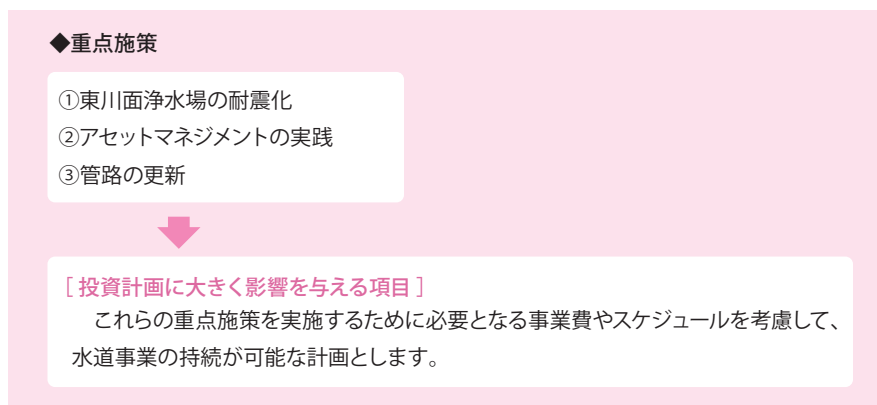 ◆重点施策
①東川面浄水場の耐震化
②アセットマネジメントの実践
③管路の更新
［投資計画に大きく影響を与える項目］
これらの重点施策を実施するために必要となる事業費やスケジュールを考慮して、
水道事業の持続が可能な計画とします。